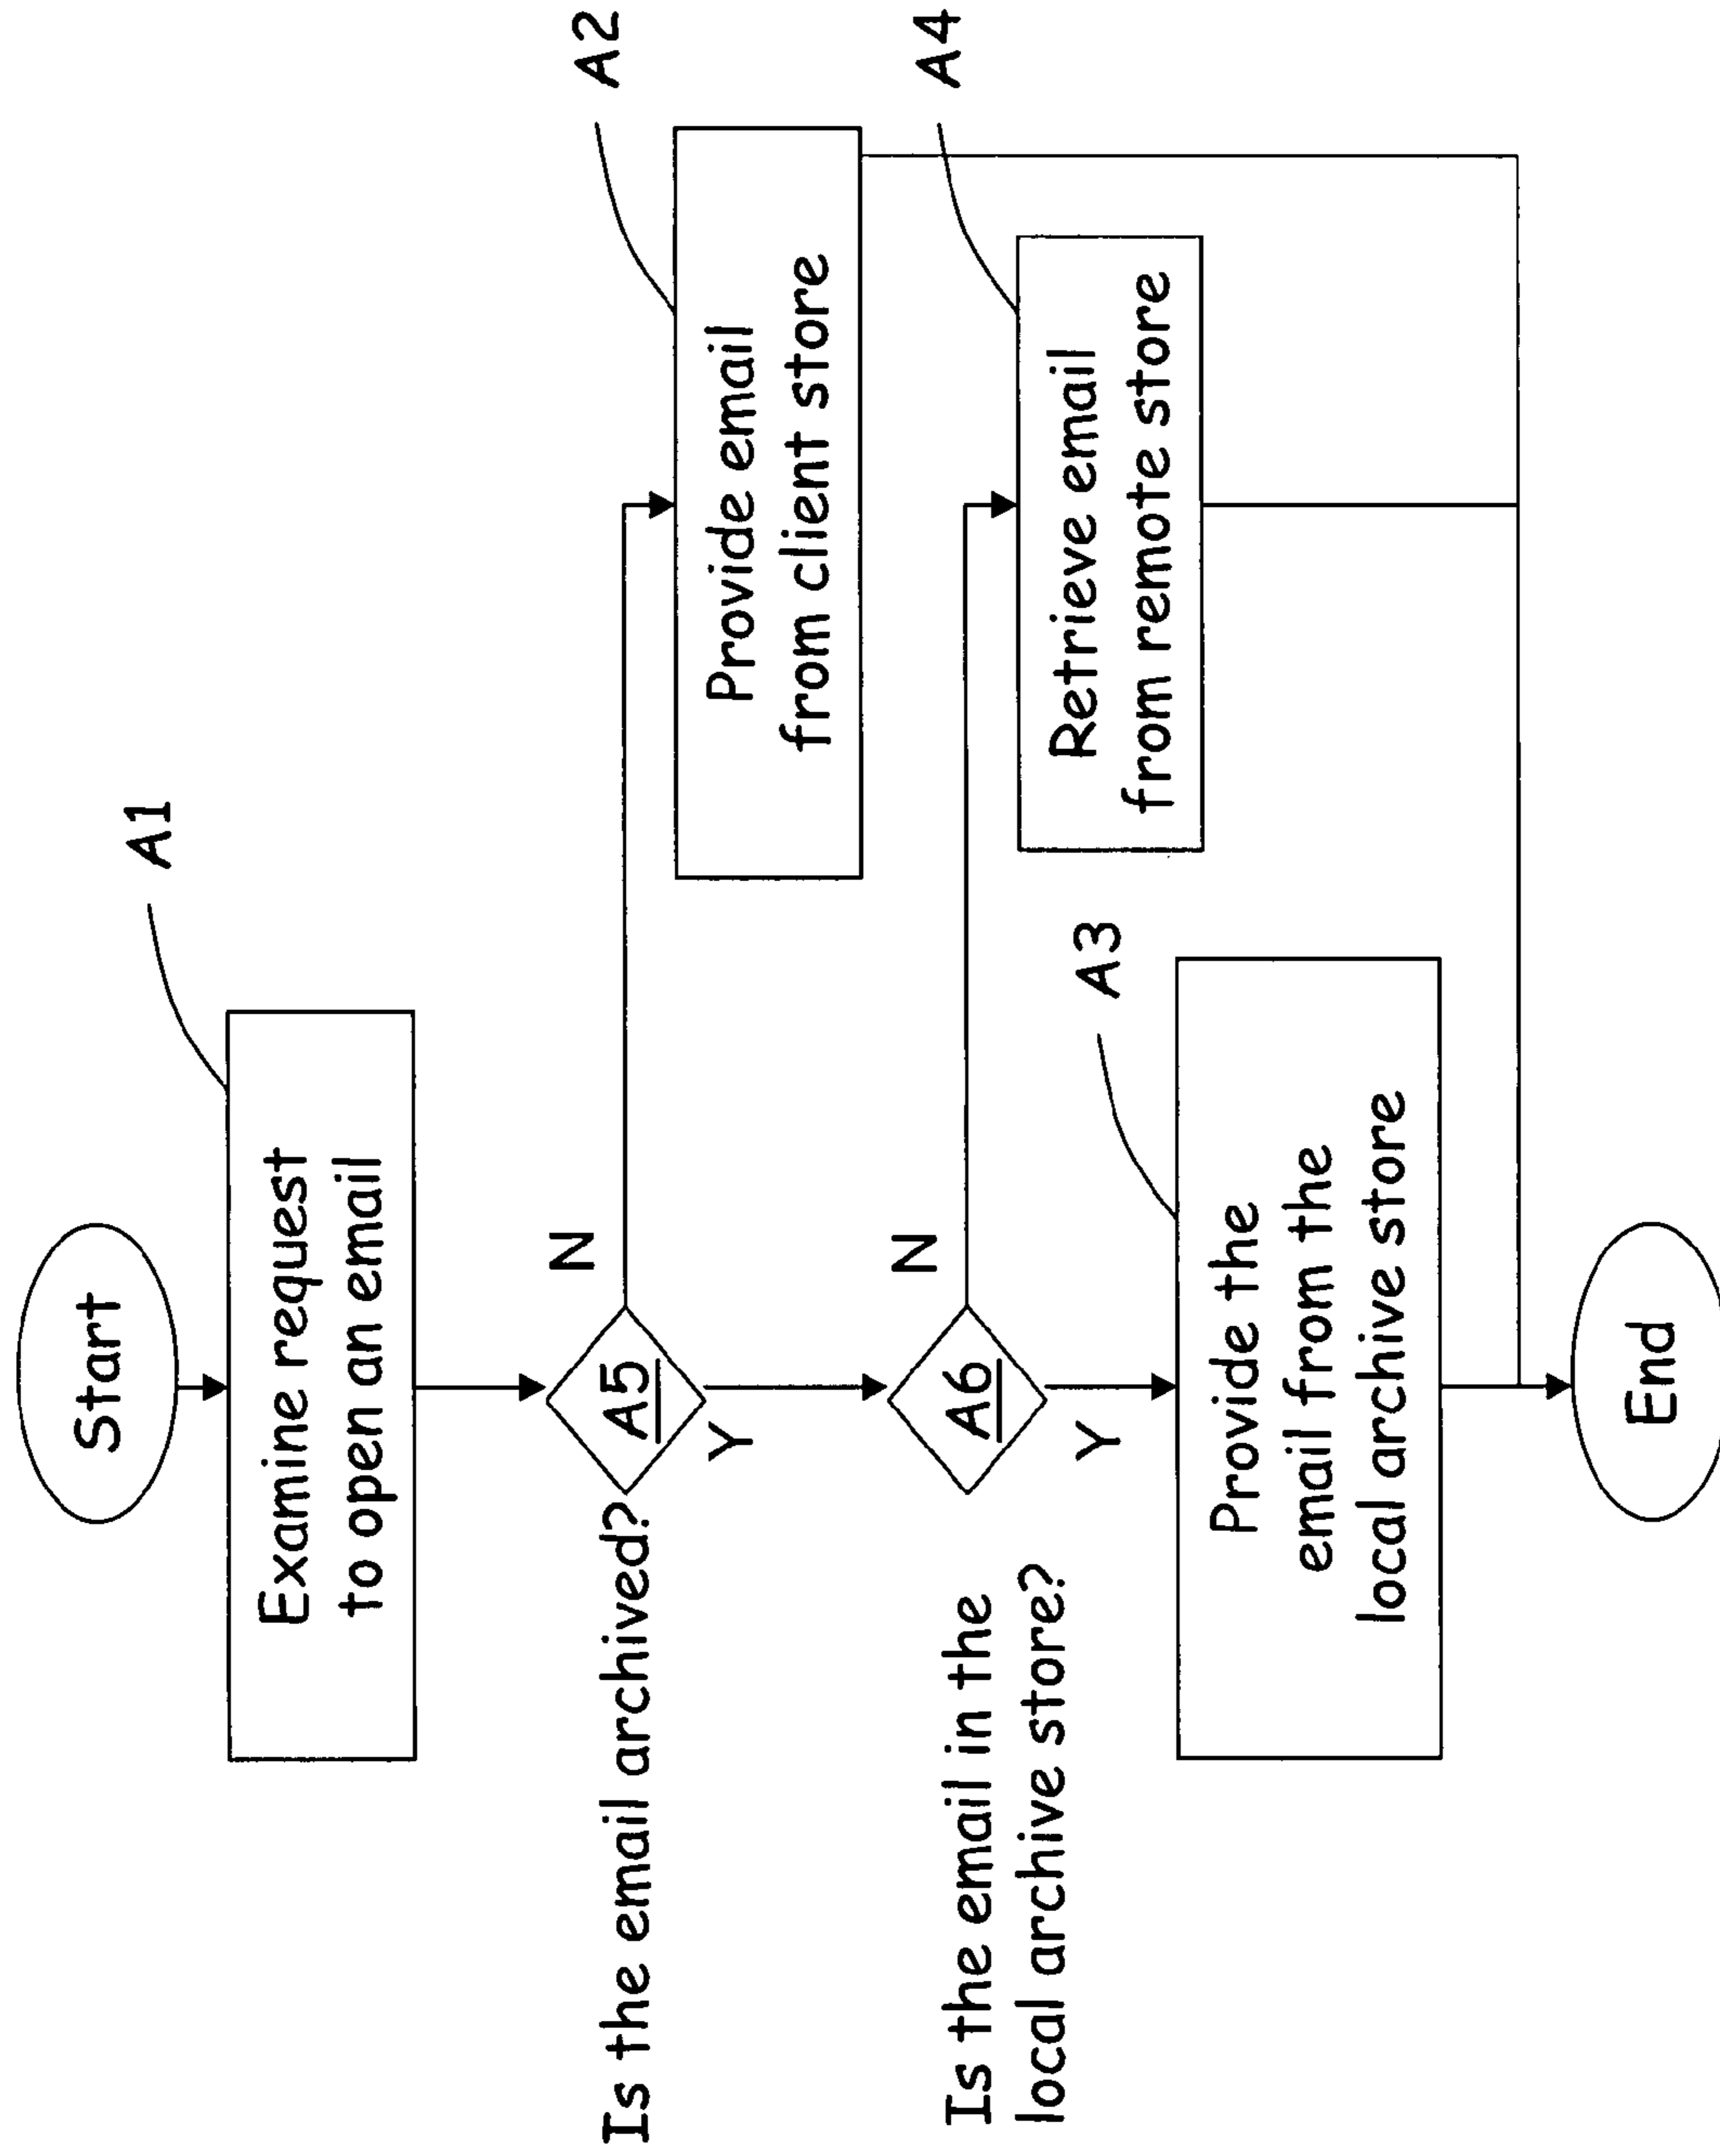 Start
A1
Examine request
to open an email
Is the email archived?
A5
N
Y
A2
Provide email
from client store
Is the email in the
local archive store?
A6
N
Y
A4
Retrieve email
from remote store
A3
Provide the
email from the
local archive store
End